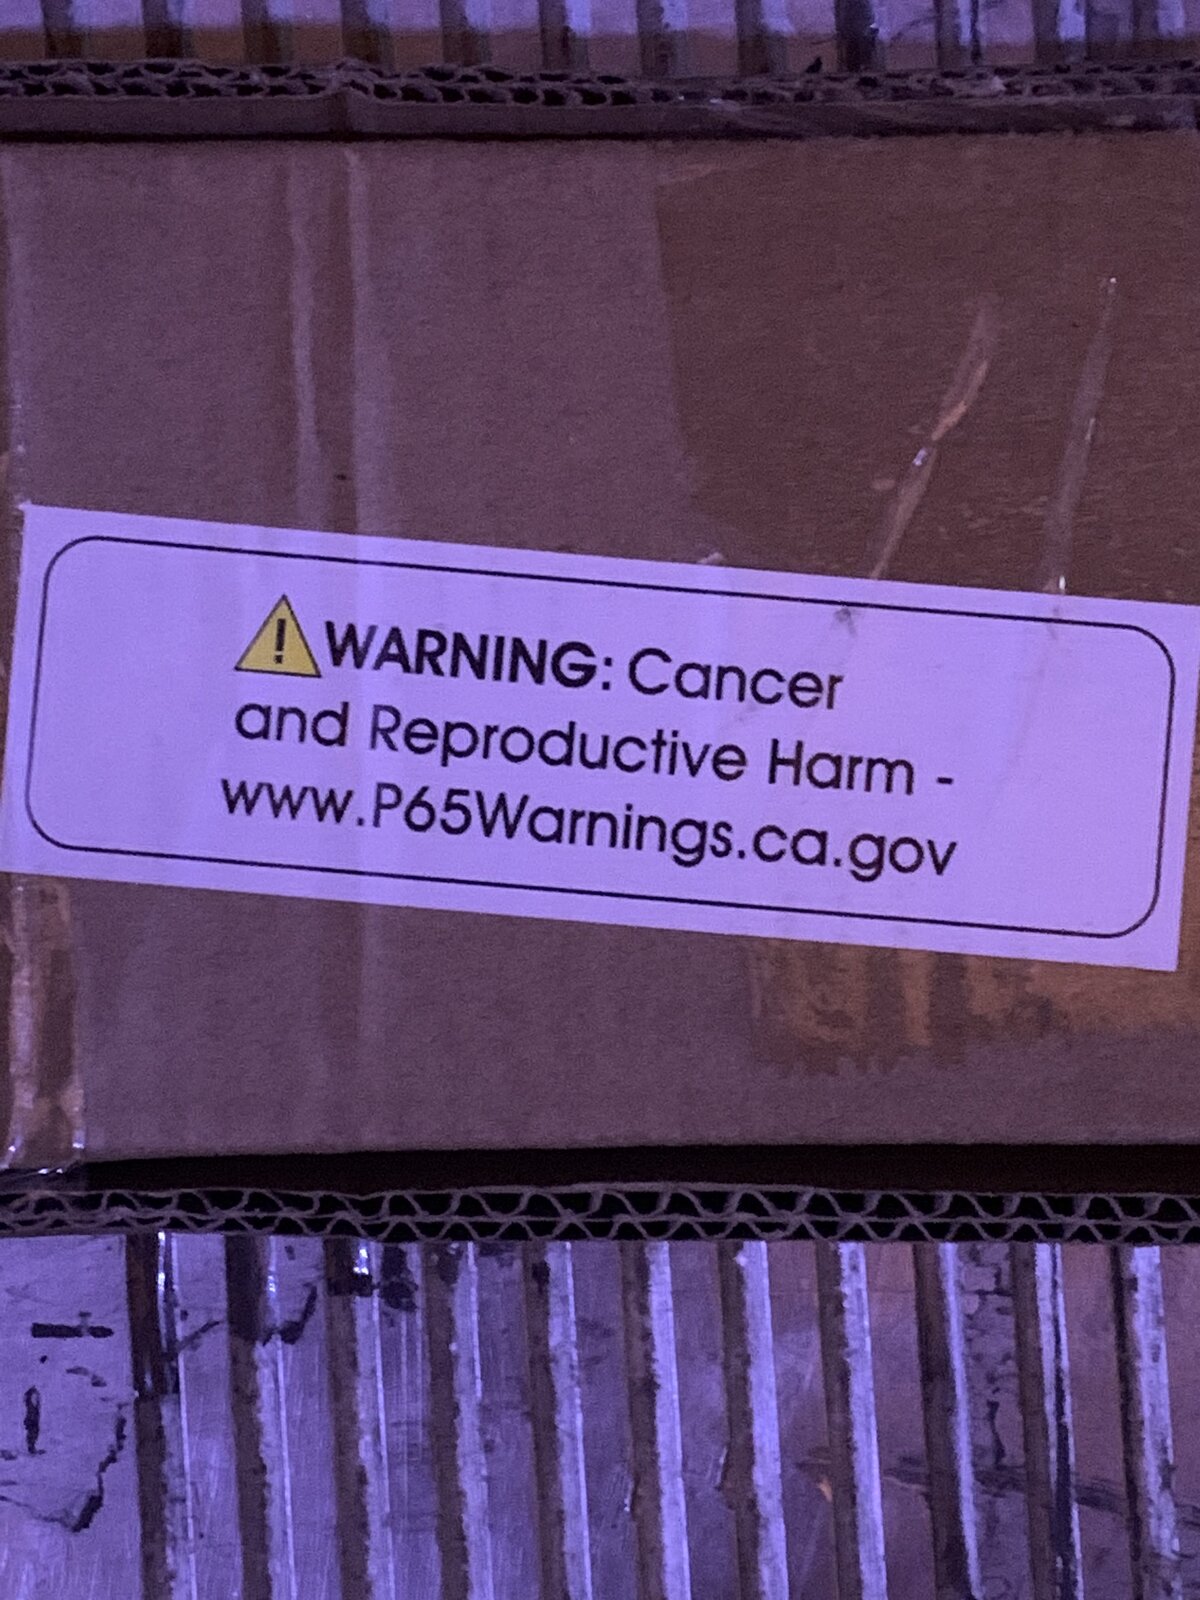 ⚠ WARNING: Cancer
and Reproductive Harm -
www.P65Warnings.ca.gov